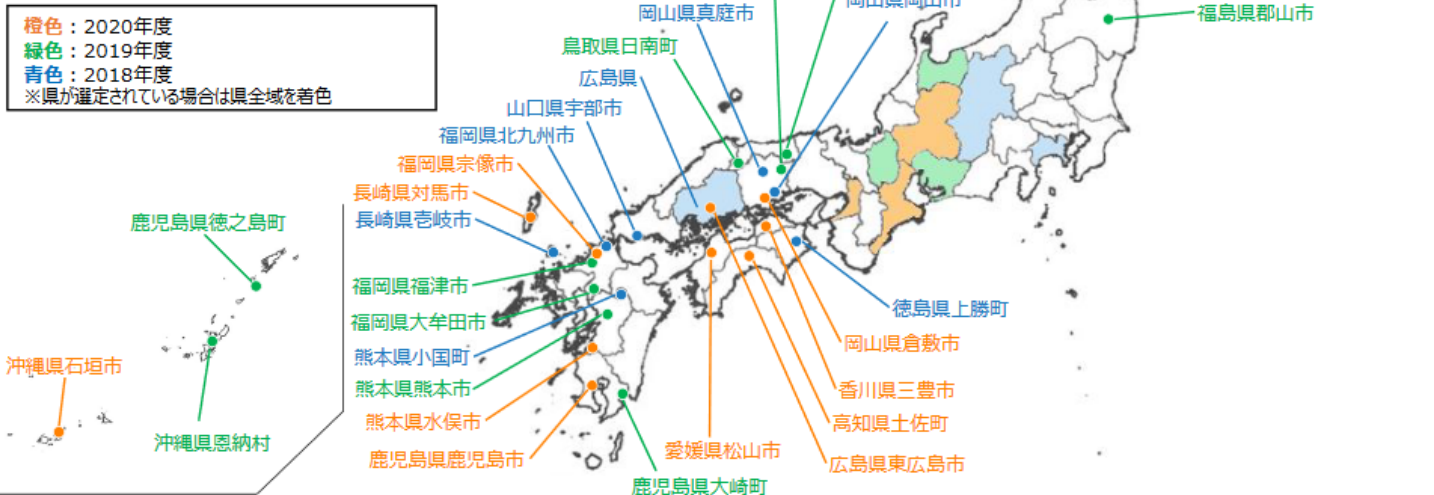 橙色：2020年度
緑色：2019年度
青色：2018年度
※県が選定されている場合は県全域を着色
岡山県真庭市
岡山県岡山市
福島県郡山市
鳥取県日南町
広島県
山口県宇部市
福岡県北九州市
福岡県宗像市
長崎県対馬市
長崎県壱岐市
鹿児島県徳之島町
福岡県福津市
福岡県大牟田市
熊本県小国町
熊本県熊本市
熊本県水俣市
鹿児島県鹿児島市
沖縄県石垣市
沖縄県恩納村
徳島県上勝町
岡山県倉敷市
香川県三豊市
高知県土佐町
愛媛県松山市
広島県東広島市
鹿児島県大崎町